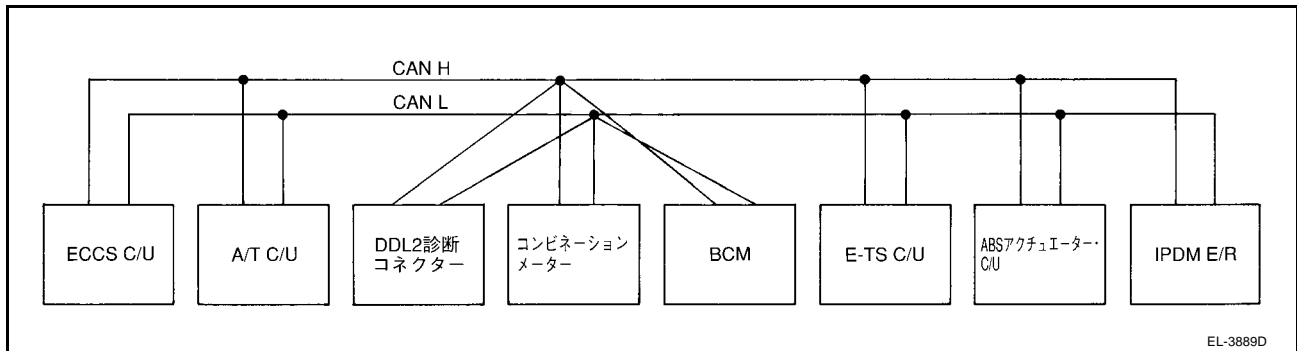 CAN H
CAN L
ECCS C/U
A/T C/U
DDL2診断
コネクター
コンビネーション
メーター
BCM
E-TS C/U
ABSアクチュエーター・
C/U
IPDM E/R
EL-3889D